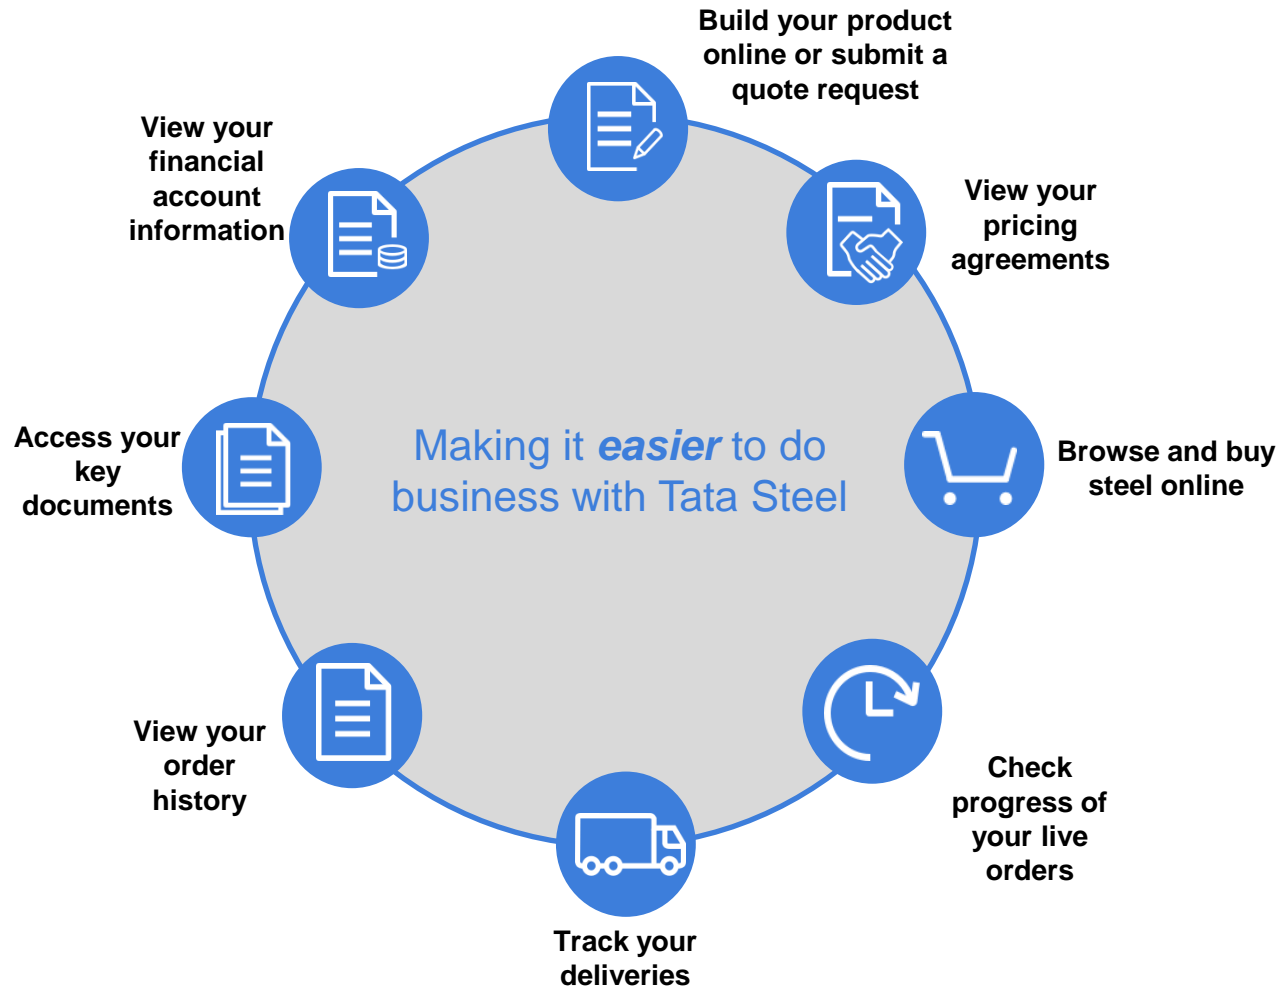 Build your product
online or submit a
quote request
View your
pricing
agreements
Browse and buy
steel online
Check
progress of
your live
orders
Track your
deliveries
View your
order
history
Access your
key
documents
View your
financial
account
information
Making it easier to do
business with Tata Steel